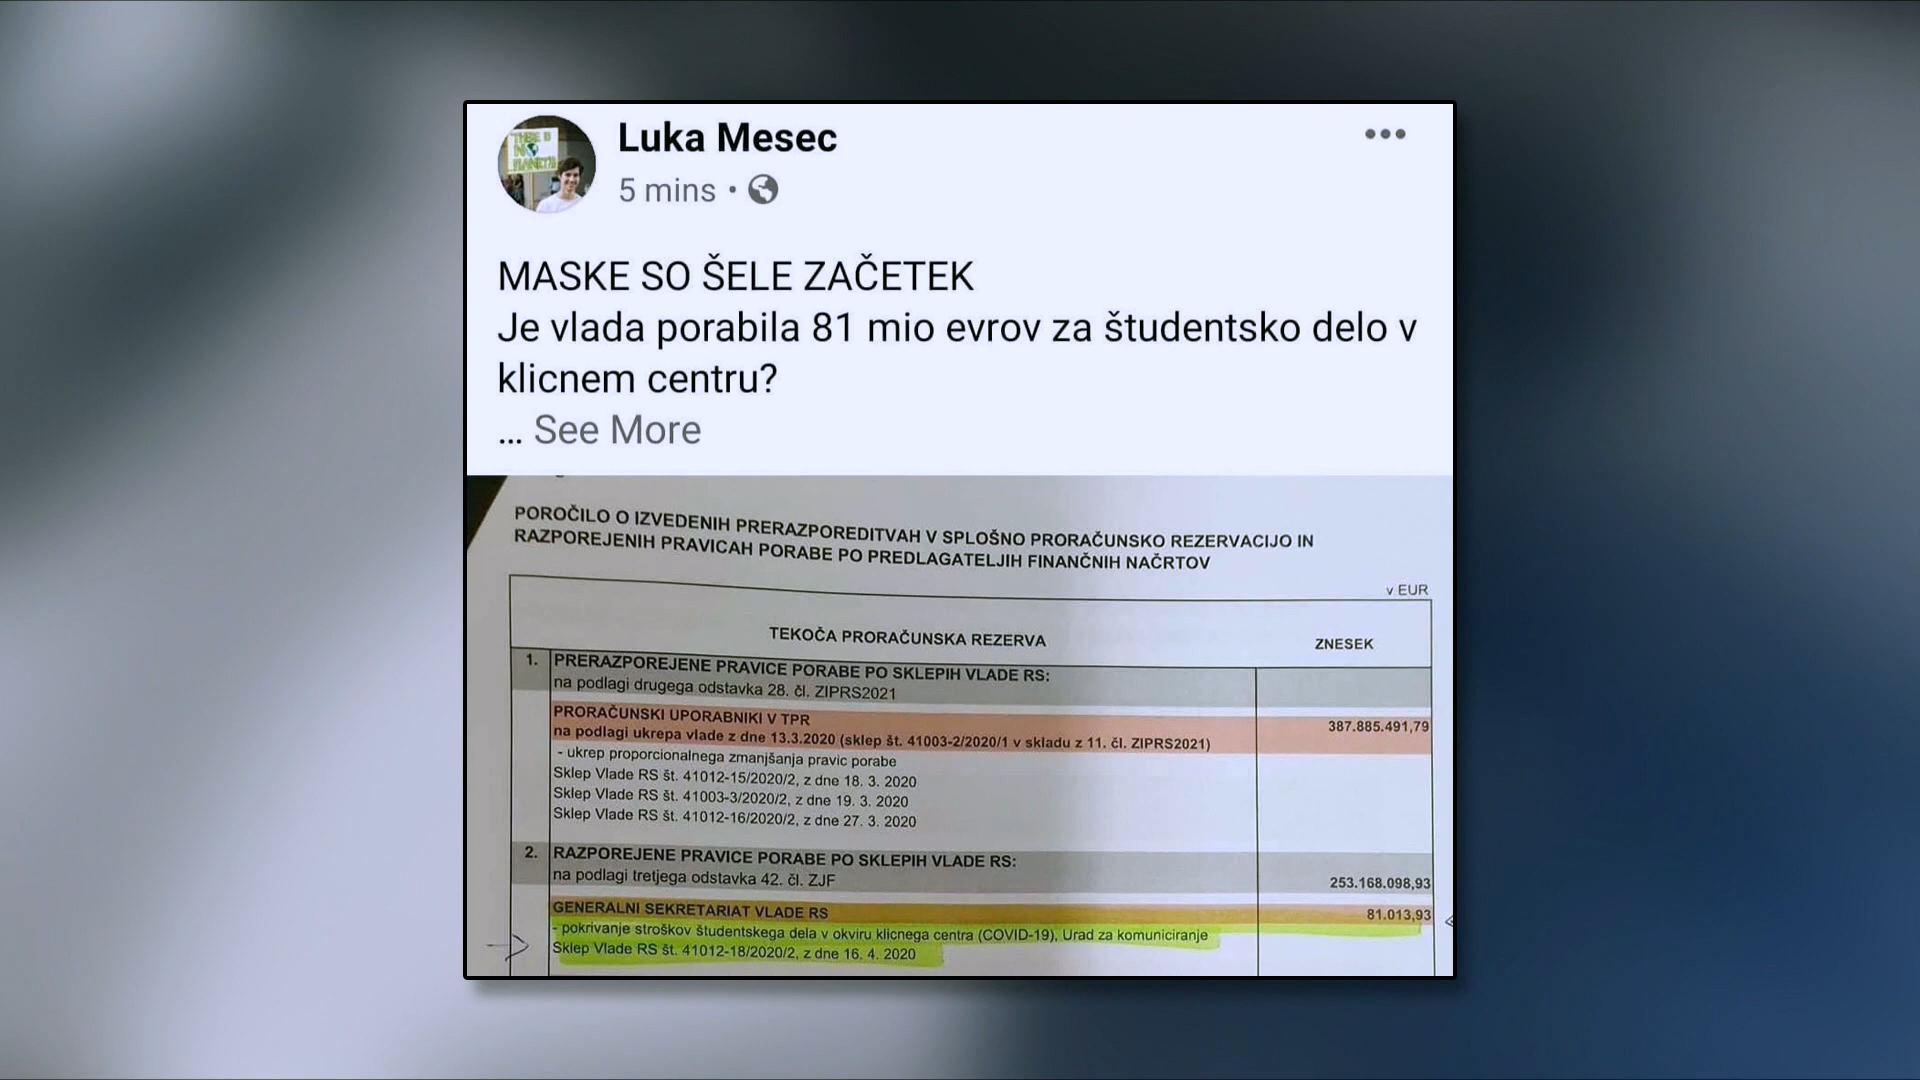 THERE IS
NO
PLANET B
Luka Mesec
5 mins •
MASKE SO ŠELE ZAČETEK
Je vlada porabila 81 mio evrov za študentsko delo v
klicnem centru?
... See More
POROČILO O IZVEDENIH PRERAZPOREDITVAH V SPLOŠNO PRORAČUNSKO REZERVACIJO IN
RAZPOREJENIH PRAVICAH PORABE PO PREDLAGATELJIH FINANČNIH NAČRTOV
v EUR
TEKOČA PRORAČUNSKA REZERVA ZNESEK
1. PRERAZPOREJENE PRAVICE PORABE PO SKLEPIH VLADE RS:
na podlagi drugega odstavka 28. čl. ZIPRS2021
PRORAČUNSKI UPORABNIKI V TPR 387.885.491,79
na podlagi ukrepa vlade z dne 13.3.2020 (sklep št. 41003-2/2020/1 v skladu z 11. čl. ZIPRS2021)
- ukrep proporcionalnega zmanjšanja pravic porabe
Sklep Vlade RS št. 41012-15/2020/2, z dne 18. 3. 2020
Sklep Vlade RS št. 41003-3/2020/2, z dne 19. 3. 2020
Sklep Vlade RS št. 41012-16/2020/2, z dne 27. 3. 2020
2. RAZPOREJENE PRAVICE PORABE PO SKLEPIH VLADE RS:
na podlagi tretjega odstavka 42. čl. ZJF 253.168.098,93
GENERALNI SEKRETARIAT VLADE RS 81.013,93
- pokrivanje stroškov študentskega dela v okviru klicnega centra (COVID-19), Urad za komuniciranje
Sklep Vlade RS št. 41012-18/2020/2, z dne 16. 4. 2020